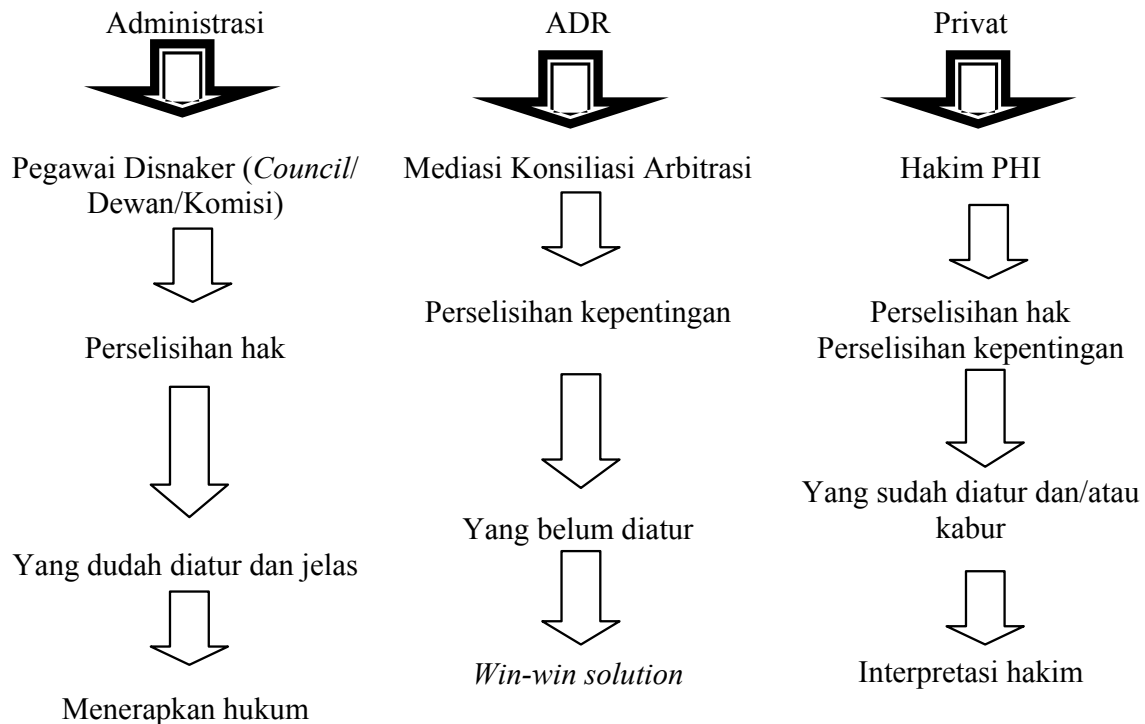 Administrasi
Pegawai Disnaker (Council/
Dewan/Komisi)
Perselisihan hak
Yang dudah diatur dan jelas
Menerapkan hukum
ADR
Mediasi Konsiliasi Arbitrasi
Perselisihan kepentingan
Yang belum diatur
Win-win solution
Privat
Hakim PHI
Perselisihan hak
Perselisihan kepentingan
Yang sudah diatur dan/atau
kabur
Interpretasi hakim